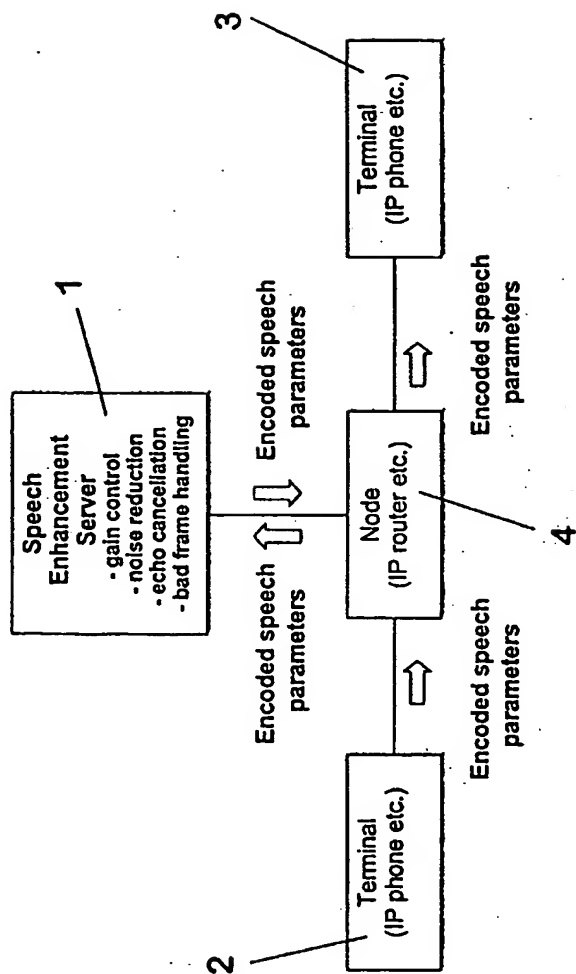 1
Speech
Enhancement
Server
- gain control
- noise reduction
- echo cancellation
- bad frame handling
Encoded speech
parameters
Encoded speech
parameters
2
Terminal
(IP phone etc.)
Encoded speech
parameters
Node
(IP router etc.)
4
Encoded speech
parameters
Terminal
(IP phone etc.)
3